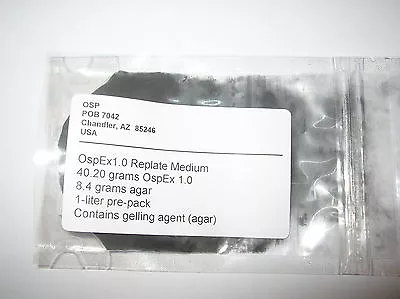 OSP
POB 7042
Chandler, AZ 85246
USA
OspEx1.0 Replate Medium
40.20 grams OspEx 1.0
8.4 grams agar
1-liter pre-pack
Contains gelling agent (agar)